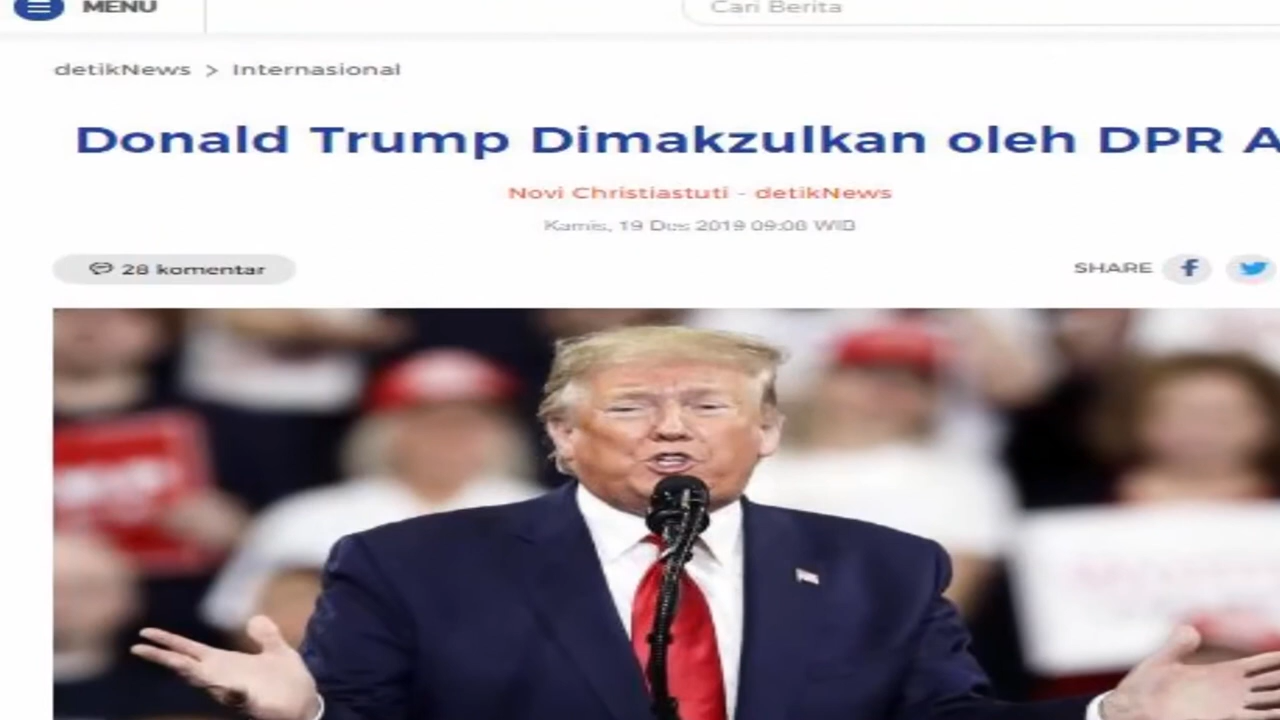 MENU
Cari Berita
detikNews > Internasional
Donald Trump Dimakzulkan oleh DPR A
Novi Christiastuti - detikNews
Kamis, 19 Des 2019 09:08 WIB
28 komentar
SHARE